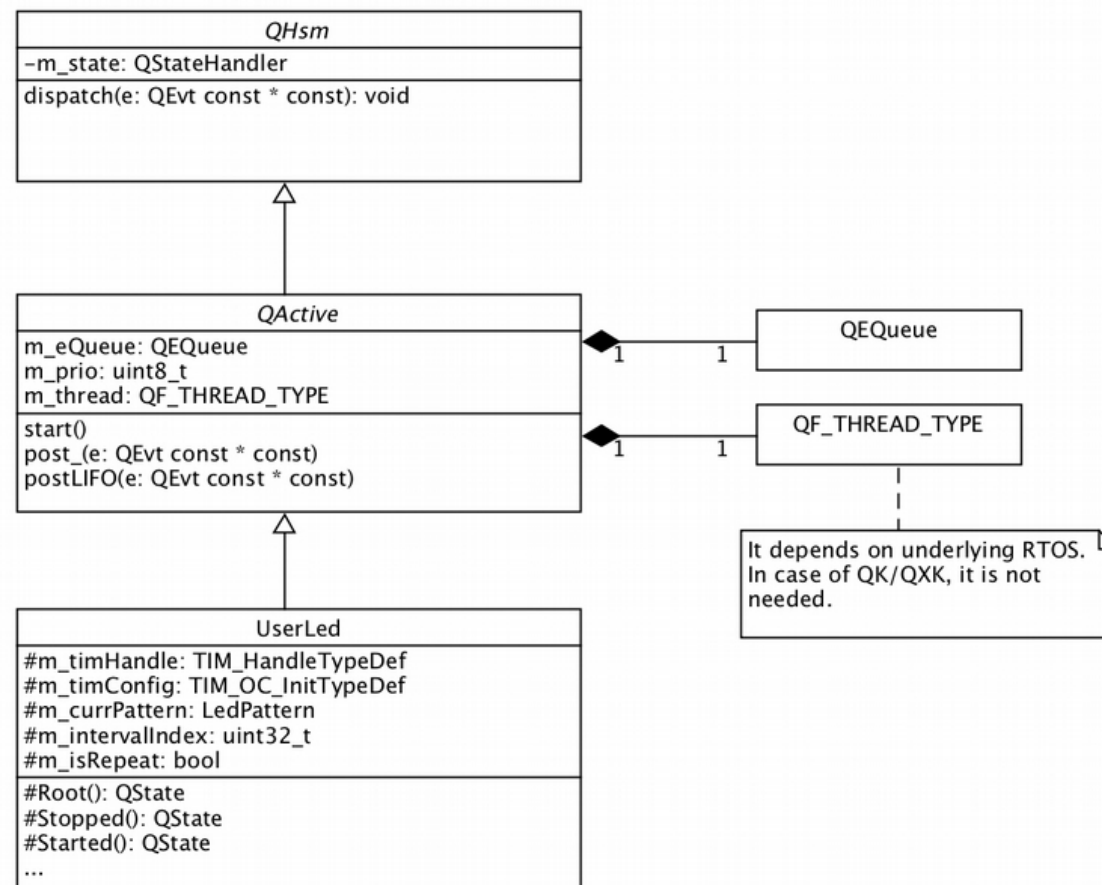 QHsm
-m_state: QStateHandler
dispatch(e: QEvt const * const): void
QActive
m_eQueue: QEQueue
m_prio: uint8_t
m_thread: QF_THREAD_TYPE
start()
post_(e: QEvt const * const)
postLIFO(e: QEvt const * const)
1 1
QEQueue
1 1
QF_THREAD_TYPE
It depends on underlying RTOS.
In case of QK/QXK, it is not
needed.
UserLed
#m_timHandle: TIM_HandleTypeDef
#m_timConfig: TIM_OC_InitTypeDef
#m_currPattern: LedPattern
#m_intervalIndex: uint32_t
#m_isRepeat: bool
#Root(): QState
#Stopped(): QState
#Started(): QState
...